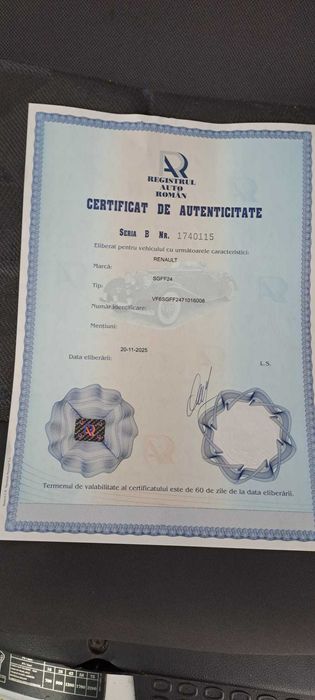 REGISTRUL
AUTO
ROMÂN
CERTIFICAT DE AUTENTICITATE
SERIA B NR. 1740115
Eliberat pentru vehiculul cu următoarele caracteristici:
Marcă: RENAULT
Tip: SGFF24
Număr identificare: VF6SGFF2471016008
Mențiuni:
Data eliberării: 20-11-2025
L.S.
Termenul de valabilitate al certificatului este de 60 de zile de la data eliberării.